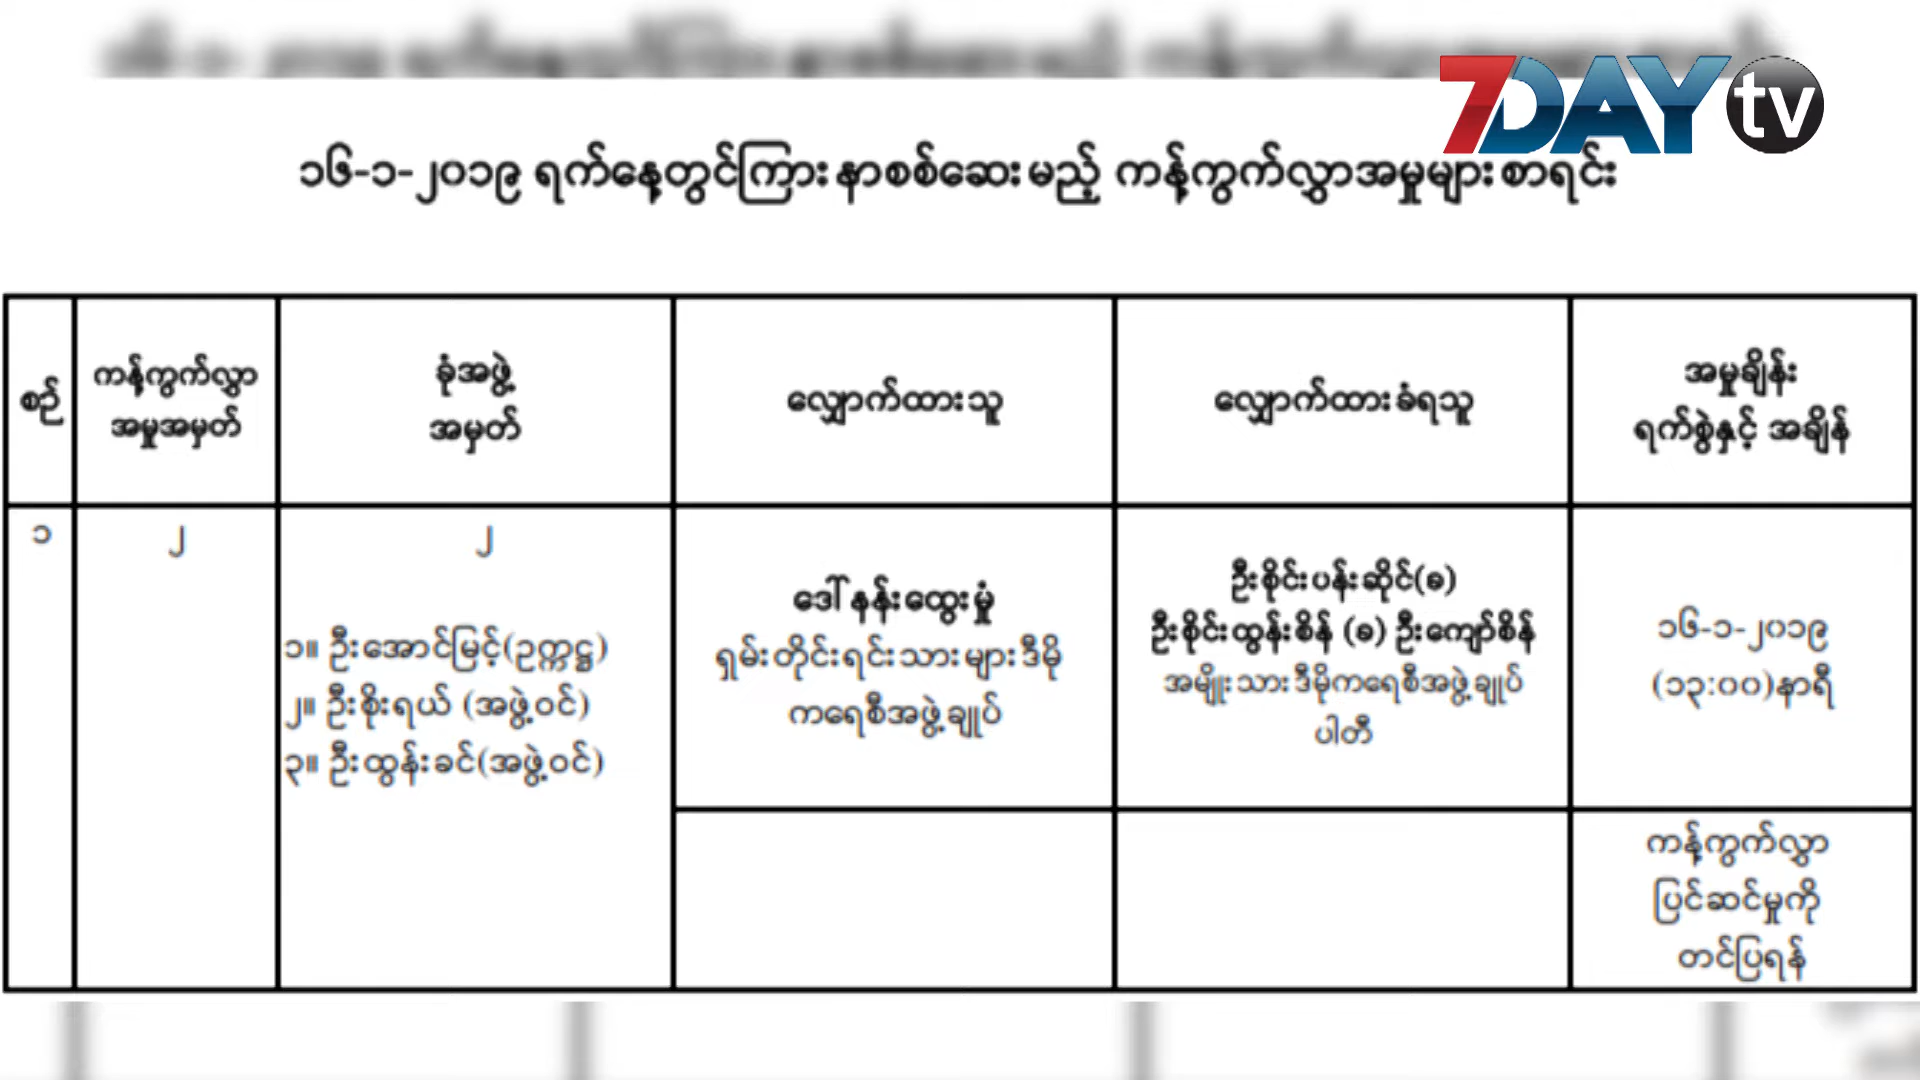 7DAY tv
၁၆-၁-၂၀၁၉ ရက်နေ့တွင်ကြားနာစစ်ဆေးမည့် ကန့်ကွက်လွှာအမှုများစာရင်း
စဉ်
ကန့်ကွက်လွှာ
အမှုအမှတ်
ခုံအဖွဲ့
အမှတ်
လျှောက်ထားသူ
လျှောက်ထားခံရသူ
အမှုချိန်း
ရက်စွဲနှင့် အချိန်
၁
၂
၂
၁။ ဦးအောင်မြင့်(ဥက္ကဋ္ဌ)
၂။ ဦးစိုးရယ် (အဖွဲ့ဝင်)
၃။ ဦးထွန်းခင်(အဖွဲ့ဝင်)
ဒေါ်နန်းထွေးမှုံ
ရှမ်းတိုင်းရင်းသားများဒီမို
ကရေစီအဖွဲ့ချုပ်
ဦးစိုင်းပန်းဆိုင်(ခ)
ဦးစိုင်းထွန်းစိန် (ခ) ဦးကျော်စိန်
အမျိုးသားဒီမိုကရေစီအဖွဲ့ချုပ်
ပါတီ
၁၆-၁-၂၀၁၉
(၁၃:၀၀)နာရီ
ကန့်ကွက်လွှာ
ပြင်ဆင်မှုကို
တင်ပြရန်